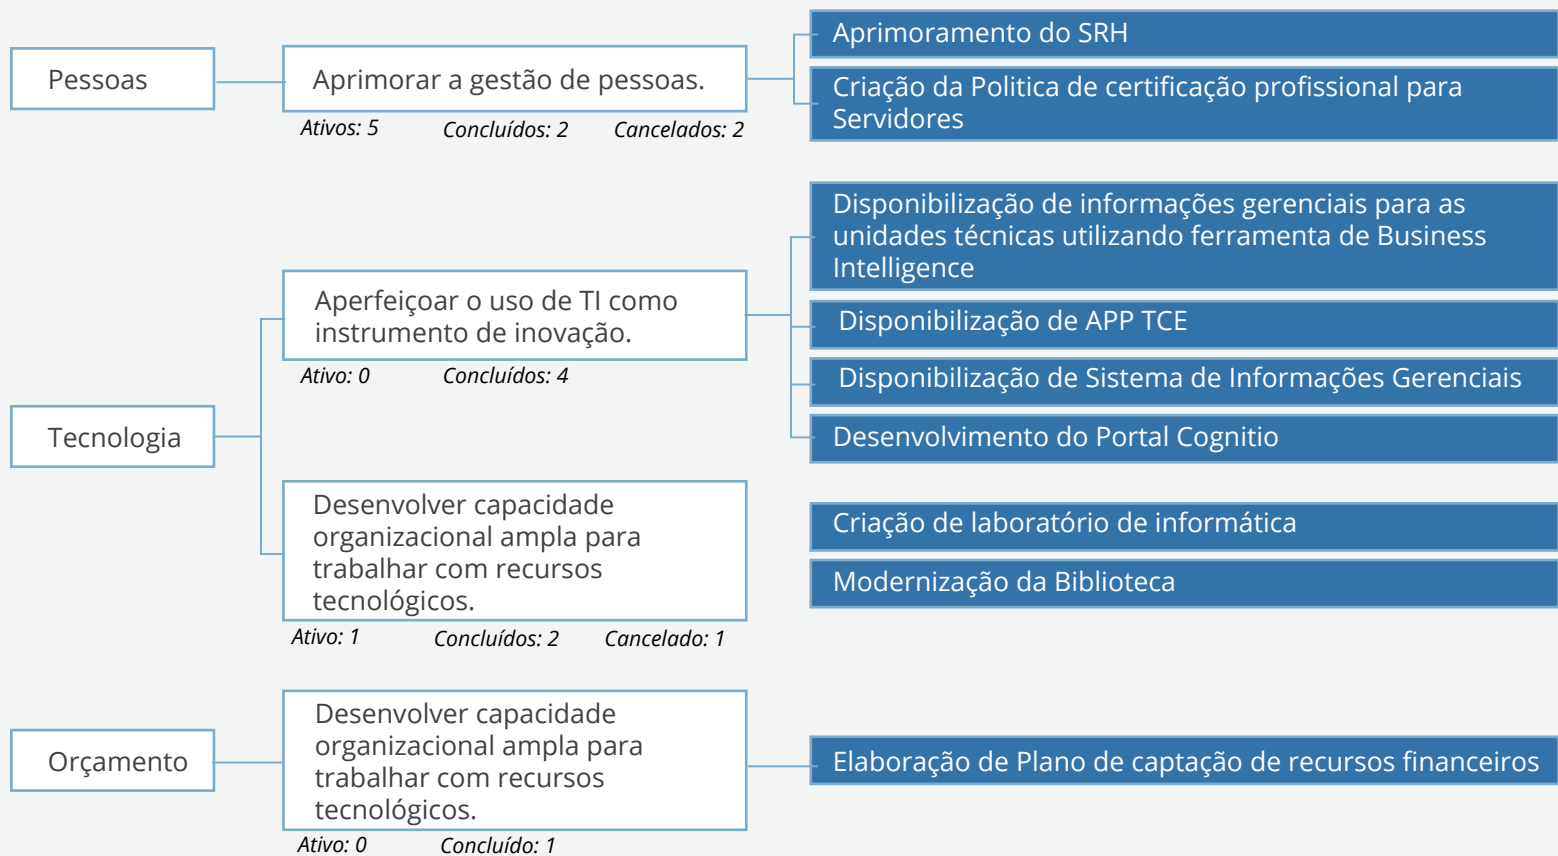 Pessoas
Aprimorar a gestão de pessoas.
Ativos: 5 Concluídos: 2 Cancelados: 2
Aprimoramento do SRH
Criação da Politica de certificação profissional para
Servidores
Tecnologia
Aperfeiçoar o uso de TI como
instrumento de inovação.
Ativo: 0 Concluídos: 4
Disponibilização de informações gerenciais para as
unidades técnicas utilizando ferramenta de Business
Intelligence
Disponibilização de APP TCE
Disponibilização de Sistema de Informações Gerenciais
Desenvolvimento do Portal Cognitio
Desenvolver capacidade
organizacional ampla para
trabalhar com recursos
tecnológicos.
Ativo: 1 Concluídos: 2 Cancelado: 1
Criação de laboratório de informática
Modernização da Biblioteca
Orçamento
Desenvolver capacidade
organizacional ampla para
trabalhar com recursos
tecnológicos.
Ativo: 0 Concluído: 1
Elaboração de Plano de captação de recursos financeiros